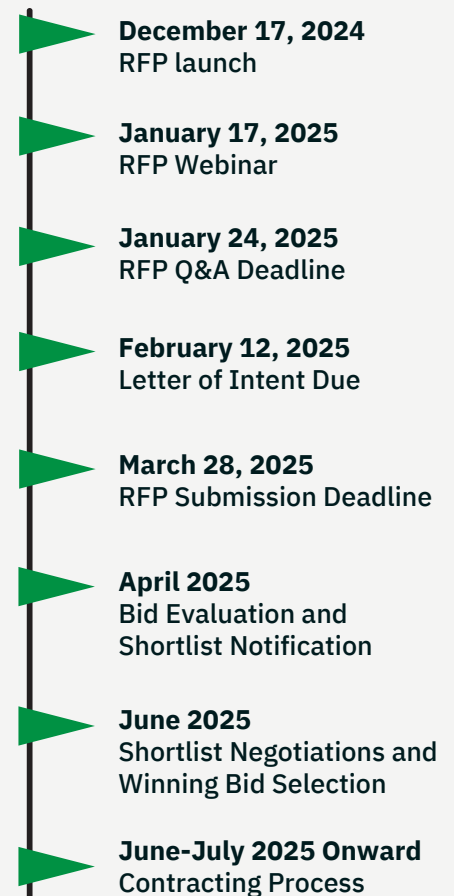 December 17, 2024
RFP launch
January 17, 2025
RFP Webinar
January 24, 2025
RFP Q&A Deadline
February 12, 2025
Letter of Intent Due
March 28, 2025
RFP Submission Deadline
April 2025
Bid Evaluation and
Shortlist Notification
June 2025
Shortlist Negotiations and
Winning Bid Selection
June-July 2025 Onward
Contracting Process